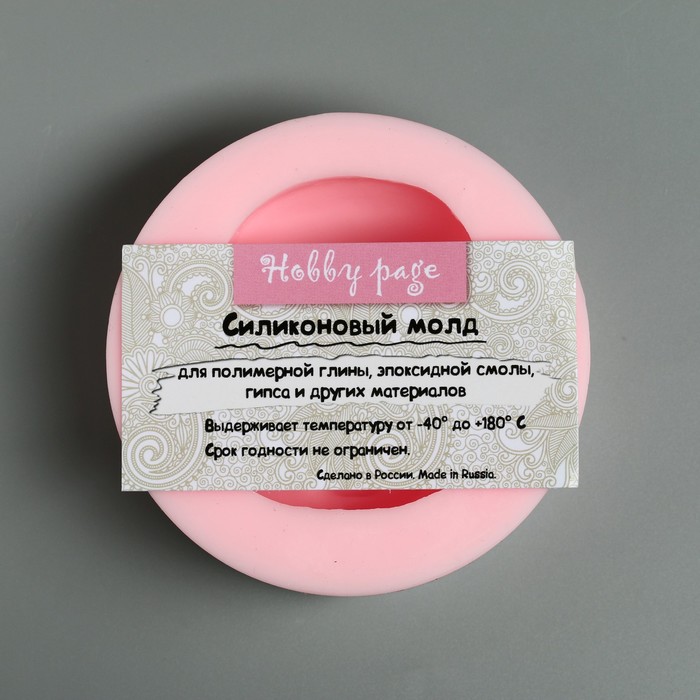 Hobby page
Силиконовый молд
для полимерной глины, эпоксидной смолы,
гипса и других материалов
Выдерживает температуру от -40° до +180° С
Срок годности не ограничен.
Сделано в России. Made in Russia.